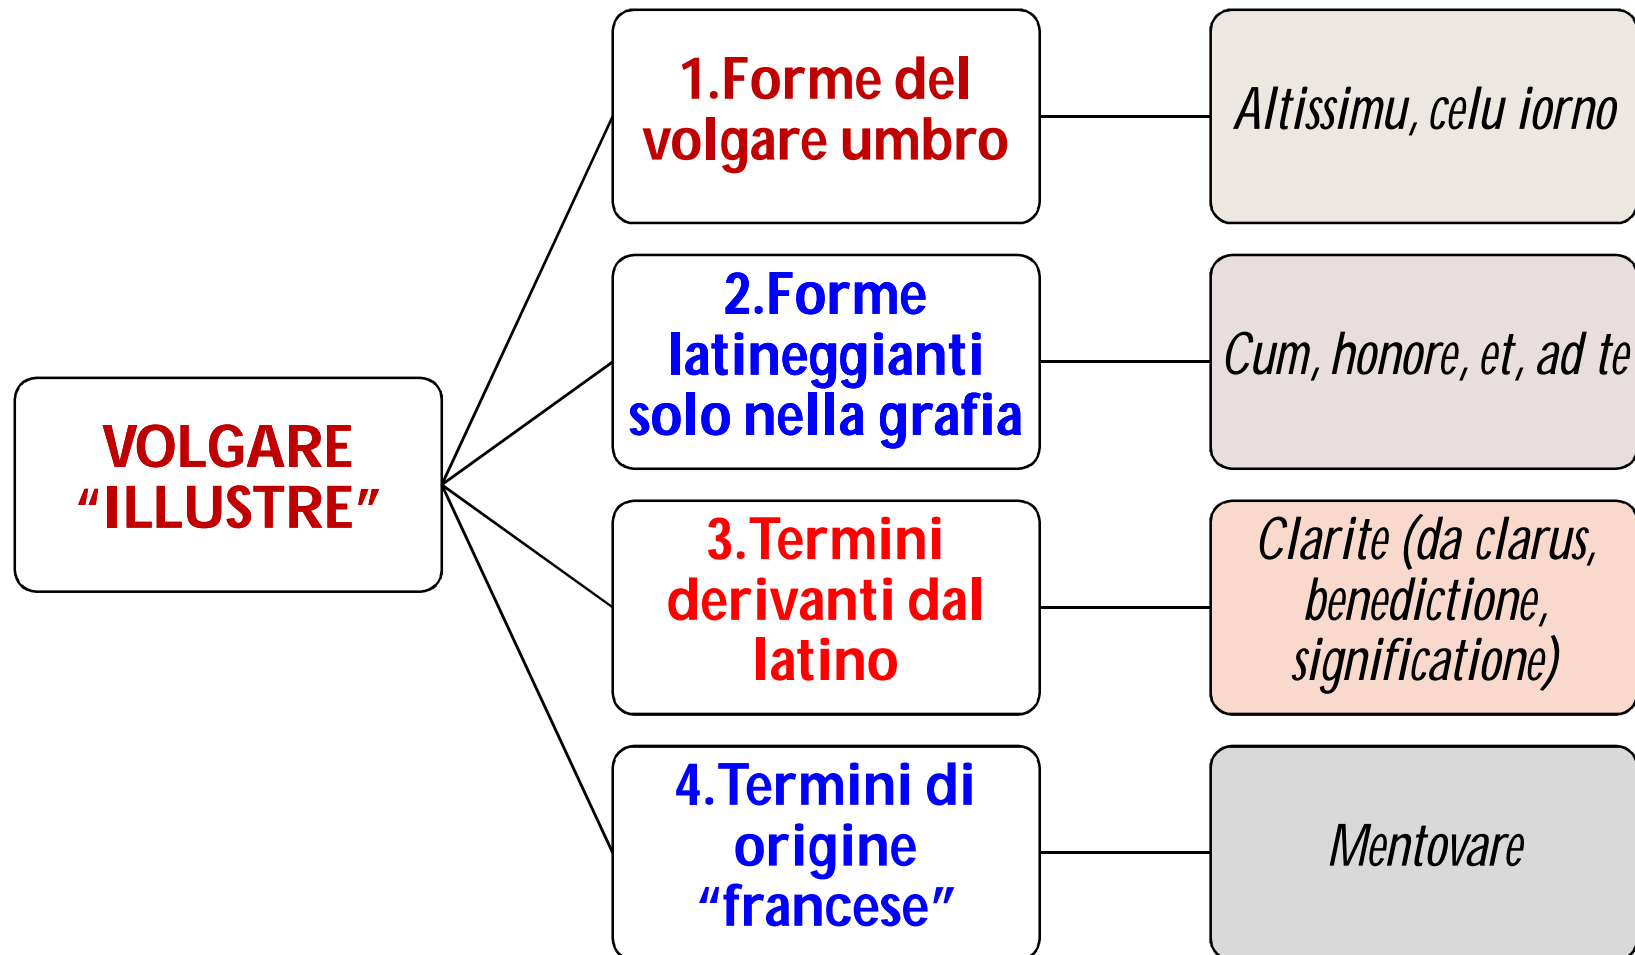 VOLGARE
“ILLUSTRE”
1.Forme del
volgare umbro
Altissimu, celu iorno
2.Forme
latineggianti
solo nella grafia
Cum, honore, et, ad te
3.Termini
derivanti dal
latino
Clarite (da clarus,
benedictione,
significatione)
4.Termini di
origine
“francese”
Mentovare